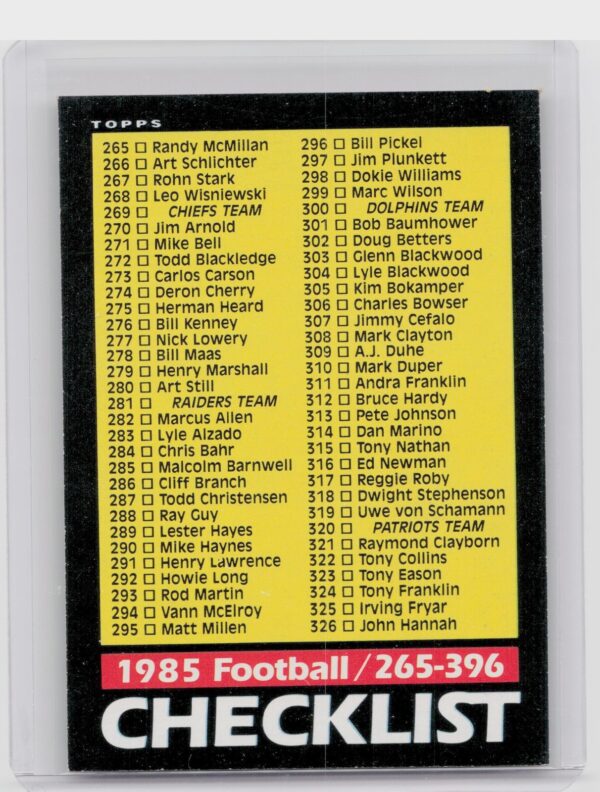 TOPPS
265 □ Randy McMillan
266 □ Art Schlichter
267 □ Rohn Stark
268 □ Leo Wisniewski
269 □ CHIEFS TEAM
270 □ Jim Arnold
271 □ Mike Bell
272 □ Todd Blackledge
273 □ Carlos Carson
274 □ Deron Cherry
275 □ Herman Heard
276 □ Bill Kenney
277 □ Nick Lowery
278 □ Bill Maas
279 □ Henry Marshall
280 □ Art Still
281 □ RAIDERS TEAM
282 □ Marcus Allen
283 □ Lyle Alzado
284 □ Chris Bahr
285 □ Malcolm Barnwell
286 □ Cliff Branch
287 □ Todd Christensen
288 □ Ray Guy
289 □ Lester Hayes
290 □ Mike Haynes
291 □ Henry Lawrence
292 □ Howie Long
293 □ Rod Martin
294 □ Vann McElroy
295 □ Matt Millen
296 □ Bill Pickel
297 □ Jim Plunkett
298 □ Dokie Williams
299 □ Marc Wilson
300 □ DOLPHINS TEAM
301 □ Bob Baumhower
302 □ Doug Betters
303 □ Glenn Blackwood
304 □ Lyle Blackwood
305 □ Kim Bokamper
306 □ Charles Bowser
307 □ Jimmy Cefalo
308 □ Mark Clayton
309 □ A.J. Duhe
310 □ Mark Duper
311 □ Andra Franklin
312 □ Bruce Hardy
313 □ Pete Johnson
314 □ Dan Marino
315 □ Tony Nathan
316 □ Ed Newman
317 □ Reggie Roby
318 □ Dwight Stephenson
319 □ Uwe von Schamann
320 □ PATRIOTS TEAM
321 □ Raymond Clayborn
322 □ Tony Collins
323 □ Tony Eason
324 □ Tony Franklin
325 □ Irving Fryar
326 □ John Hannah
1985 Football/265-396
CHECKLIST